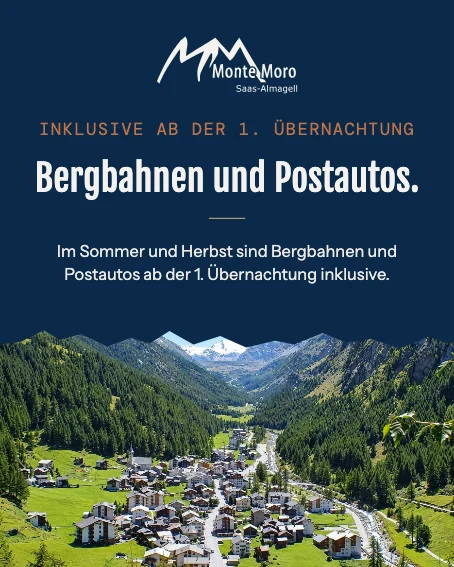 Monte Moro
Saas-Almagell
INKLUSIVE AB DER 1. ÜBERNACHTUNG
Bergbahnen und Postautos.
Im Sommer und Herbst sind Bergbahnen und
Postautos ab der 1. Übernachtung inklusive.